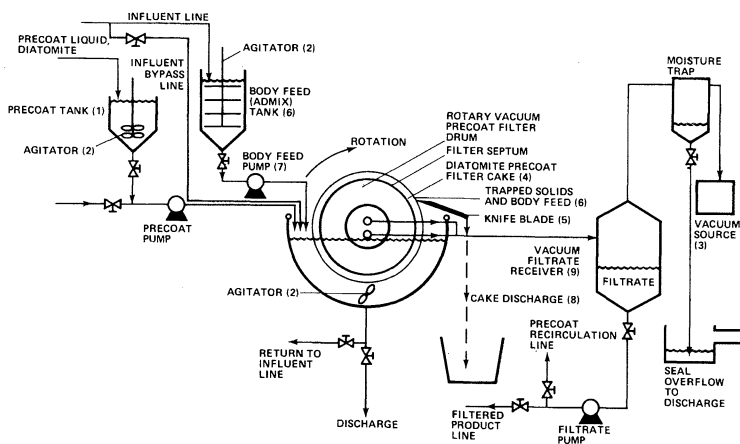 INFLUENT LINE
PRECOAT LIQUID,
DIATOMITE
INFLUENT
BYPASS
LINE
AGITATOR (2)
PRECOAT TANK (1)
AGITATOR (2)
BODY FEED
(ADMIX)
TANK (6)
BODY FEED
PUMP (7)
ROTATION
PRECOAT
PUMP
ROTARY VACUUM
PRECOAT FILTER
DRUM
FILTER SEPTUM
DIATOMITE PRECOAT
FILTER CAKE (4)
TRAPPED SOLIDS
AND BODY FEED (6)
KNIFE BLADE (5)
MOISTURE
TRAP
VACUUM
SOURCE
(3)
VACUUM
FILTRATE
RECEIVER (9)
FILTRATE
AGITATOR (2)
CAKE DISCHARGE (8)
RETURN TO
INFLUENT
LINE
DISCHARGE
PRECOAT
RECIRCULATION
LINE
FILTERED
PRODUCT
LINE
FILTRATE
PUMP
SEAL
OVERFLOW
TO
DISCHARGE